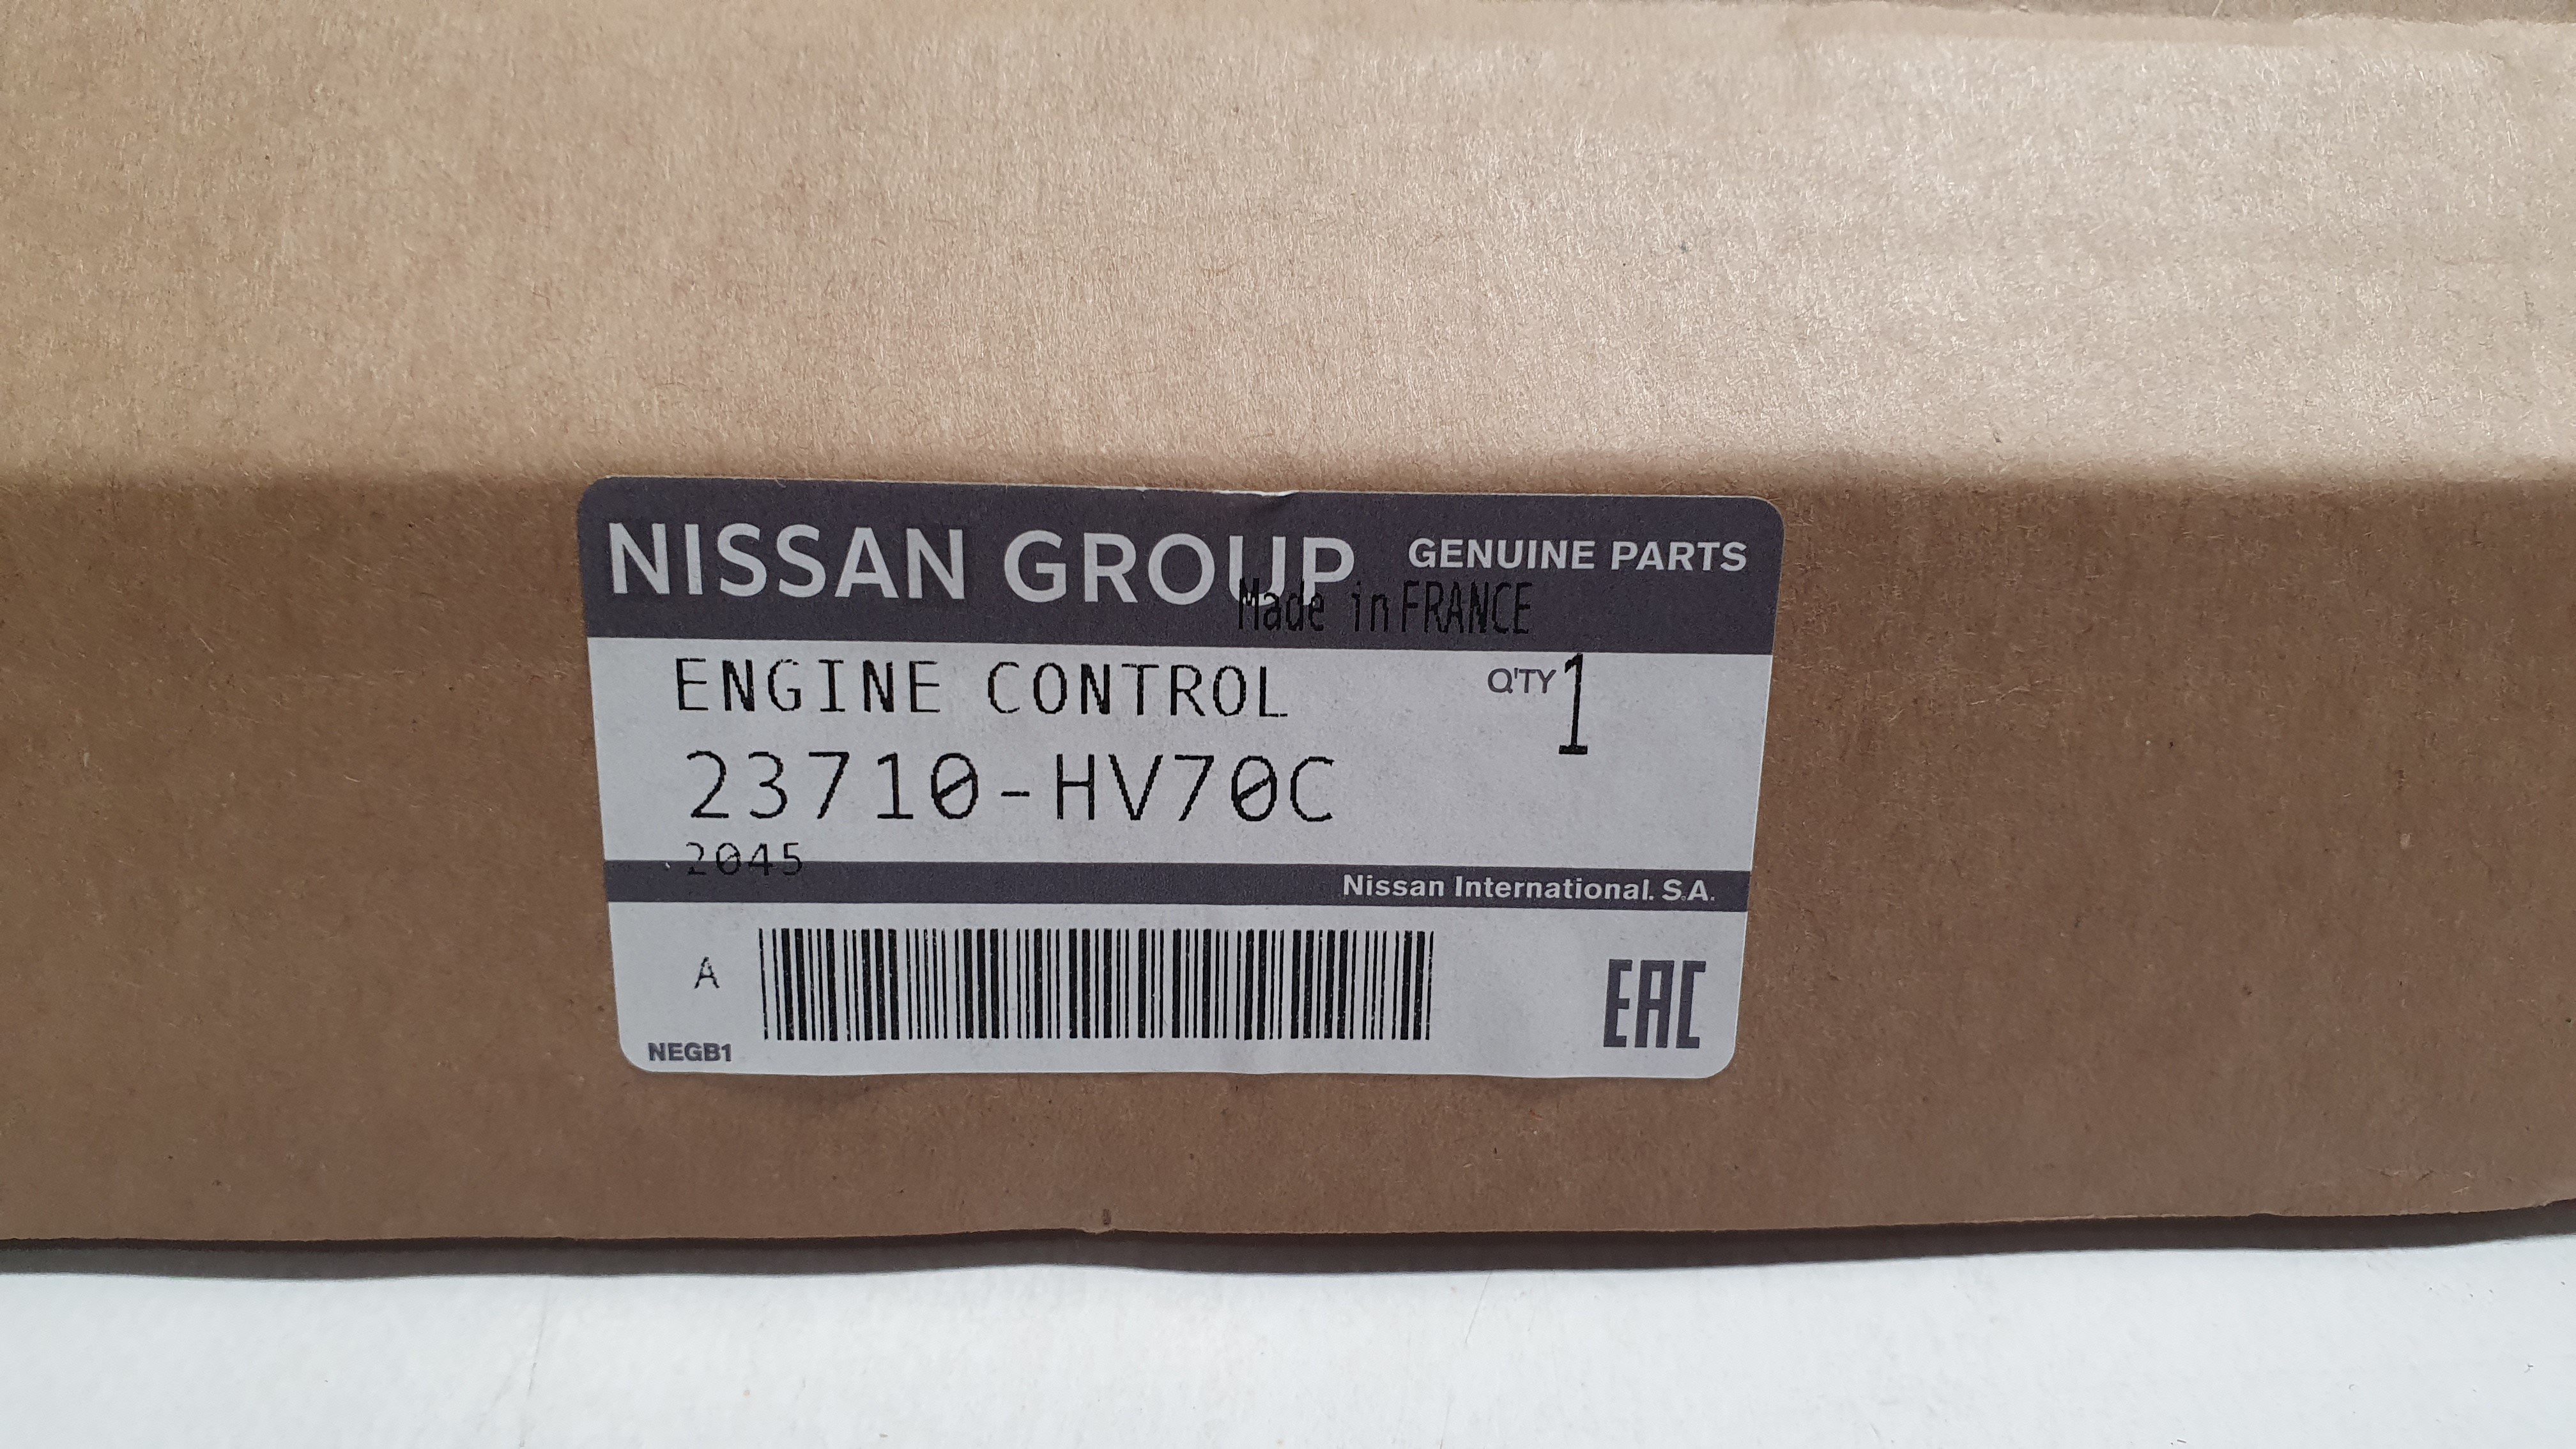 NISSAN GROUP GENUINE PARTS
Made in FRANCE
ENGINE CONTROL Q'TY 1
23710-HV70C
2045
Nissan International. S.A.
A
EAC
NEGB1